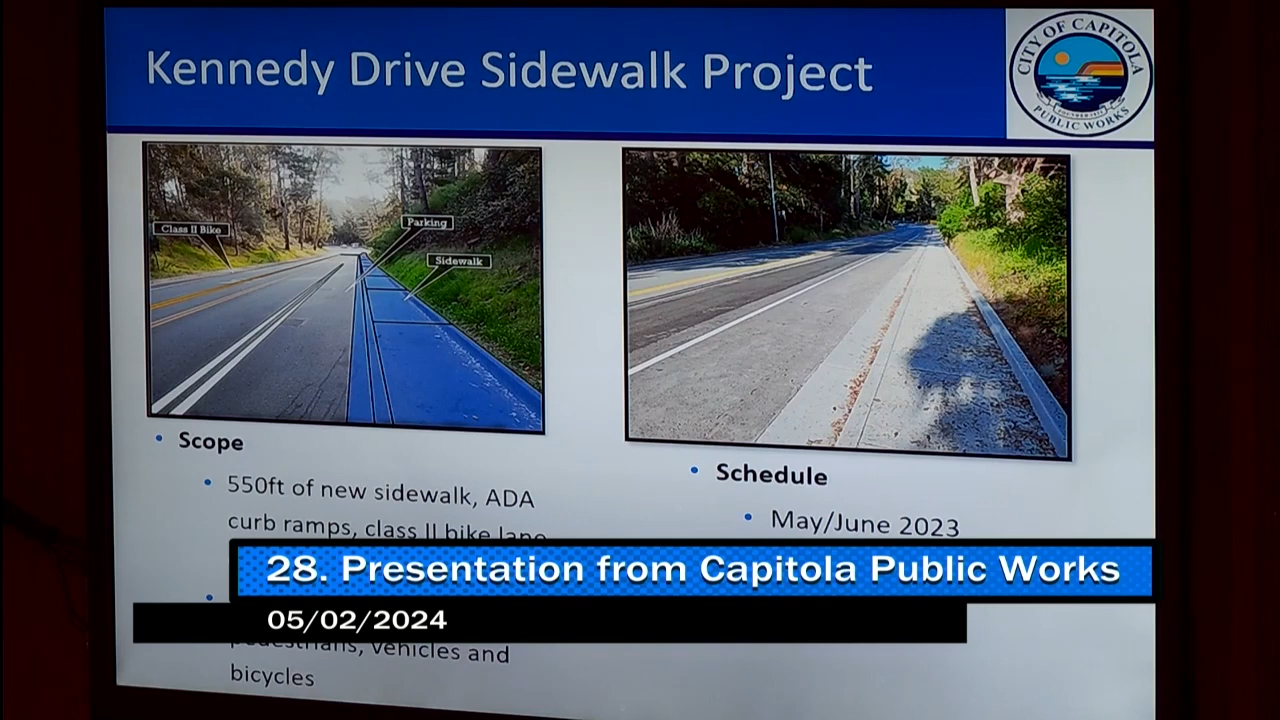 Kennedy Drive Sidewalk Project
CITY OF CAPITOLA
PUBLIC WORKS
Class II Bike
Parking
Sidewalk
Scope
550ft of new sidewalk, ADA
curb ramps, class II bike lane
pedestrians, vehicles and
bicycles
Schedule
May/June 2023
28. Presentation from Capitola Public Works
05/02/2024